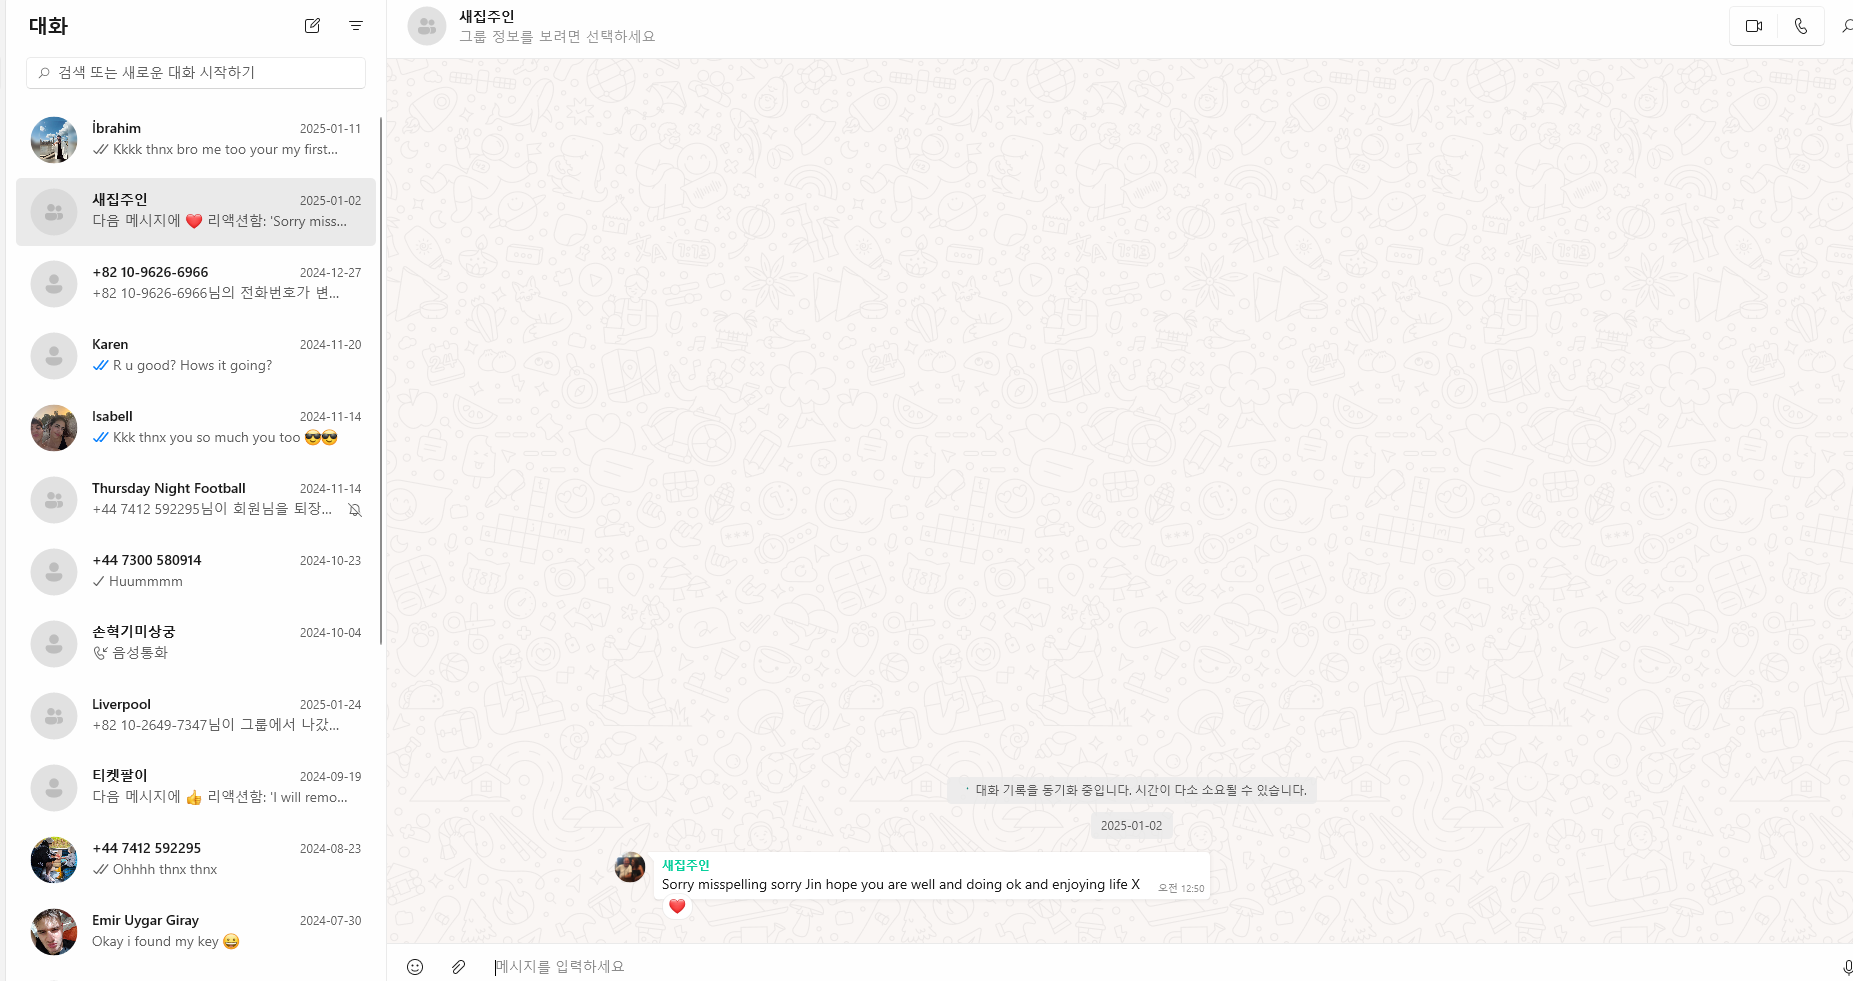 대화
검색 또는 새로운 대화 시작하기
İbrahim
2025-01-11
Kkkk thnx bro me too your my first...
새집주인
2025-01-02
다음 메시지에 ❤️ 리액션함: 'Sorry miss...
+82 10-9626-6966
2024-12-27
+82 10-9626-6966님의 전화번호가 변...
Karen
2024-11-20
R u good? Hows it going?
Isabell
2024-11-14
Kkk thnx you so much you too 😎😎
Thursday Night Football
2024-11-14
+44 7412 592295님이 회원님을 퇴장...
+44 7300 580914
2024-10-23
Huummmm
손혁기미상궁
2024-10-04
음성통화
Liverpool
2025-01-24
+82 10-2649-7347님이 그룹에서 나갔...
티켓팔이
2024-09-19
다음 메시지에 👍 리액션함: 'I will remo...
+44 7412 592295
2024-08-23
Ohhhh thnx thnx
Emir Uygar Giray
2024-07-30
Okay i found my key 😀
새집주인
그룹 정보를 보려면 선택하세요
대화 기록을 동기화 중입니다. 시간이 다소 소요될 수 있습니다.
2025-01-02
새집주인
Sorry misspelling sorry Jin hope you are well and doing ok and enjoying life X
오전 12:50
❤️
메시지를 입력하세요